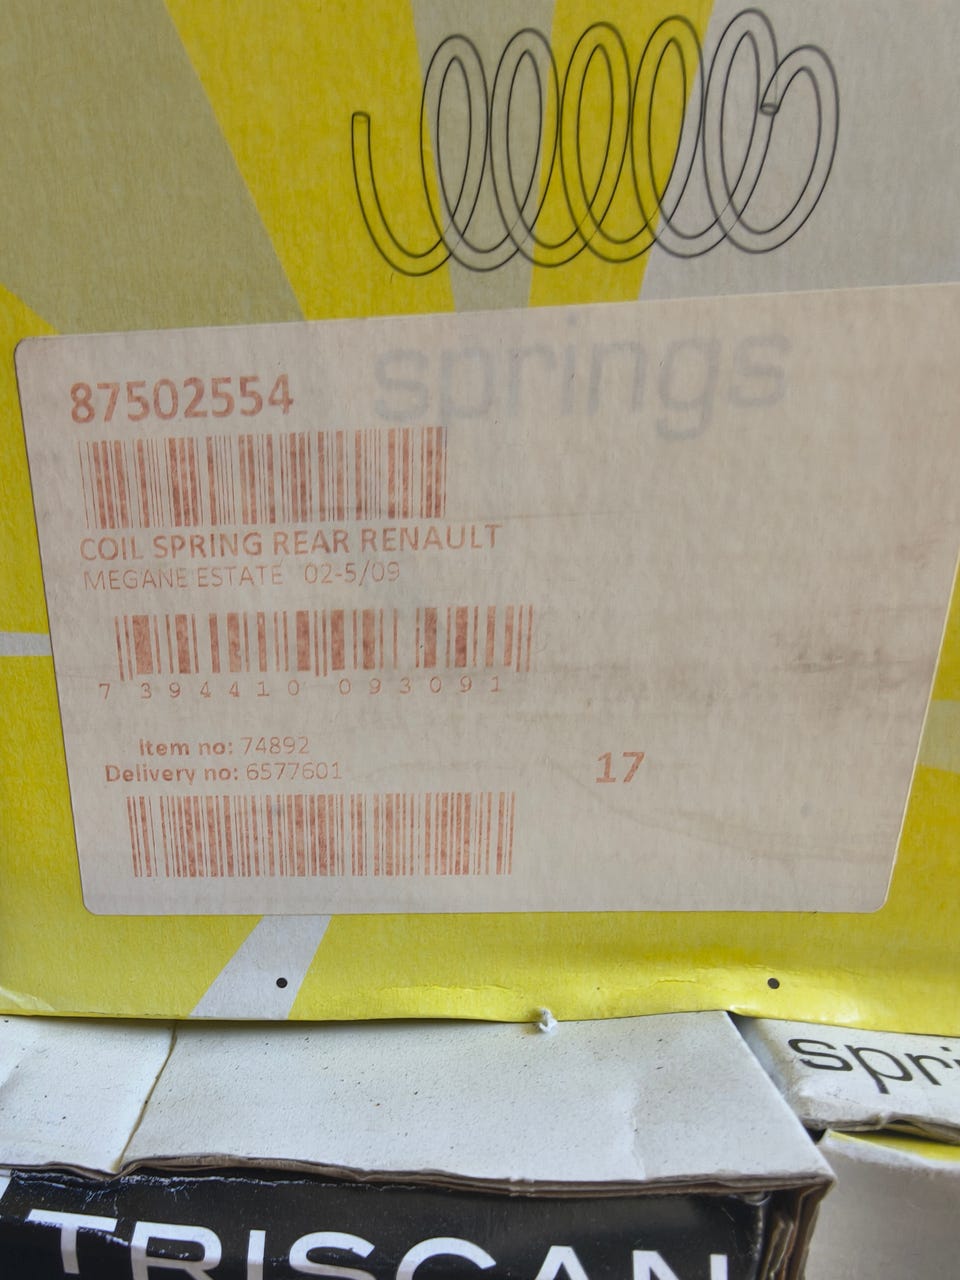 springs
87502554
COIL SPRING REAR RENAULT
MEGANE ESTATE 02-5/09
7 394410 093091
Item no: 74892
Delivery no: 6577601
17
spri
TRISCAN